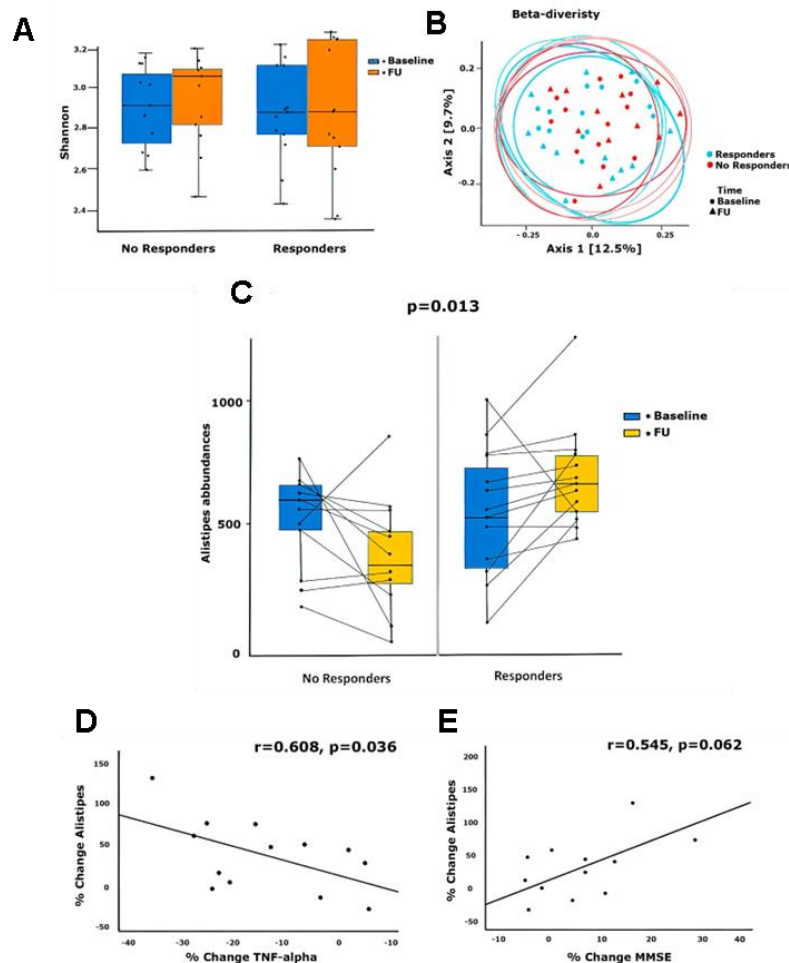 A
3.2
3.0
2.8
2.6
2.4
Shannon
Baseline
FU
No Responders
Responders
B
Beta-diveristy
0.2
0.0
-0.2
Axis 2 [9.7%]
- 0.25
0.0
0.25
Axis 1 [12.5%]
Responders
No Responders
Time
Baseline
FU
C
p=0.013
1000
500
0
Alistipes abbundances
Baseline
FU
No Responders
Responders
D
r=0.608, p=0.036
150
100
50
0
-50
% Change Alistipes
-40
-30
-20
-10
0
-10
% Change TNF-alpha
E
r=0.545, p=0.062
200
150
100
50
0
-50
% Change Alistipes
-10
0
10
20
30
40
% Change MMSE